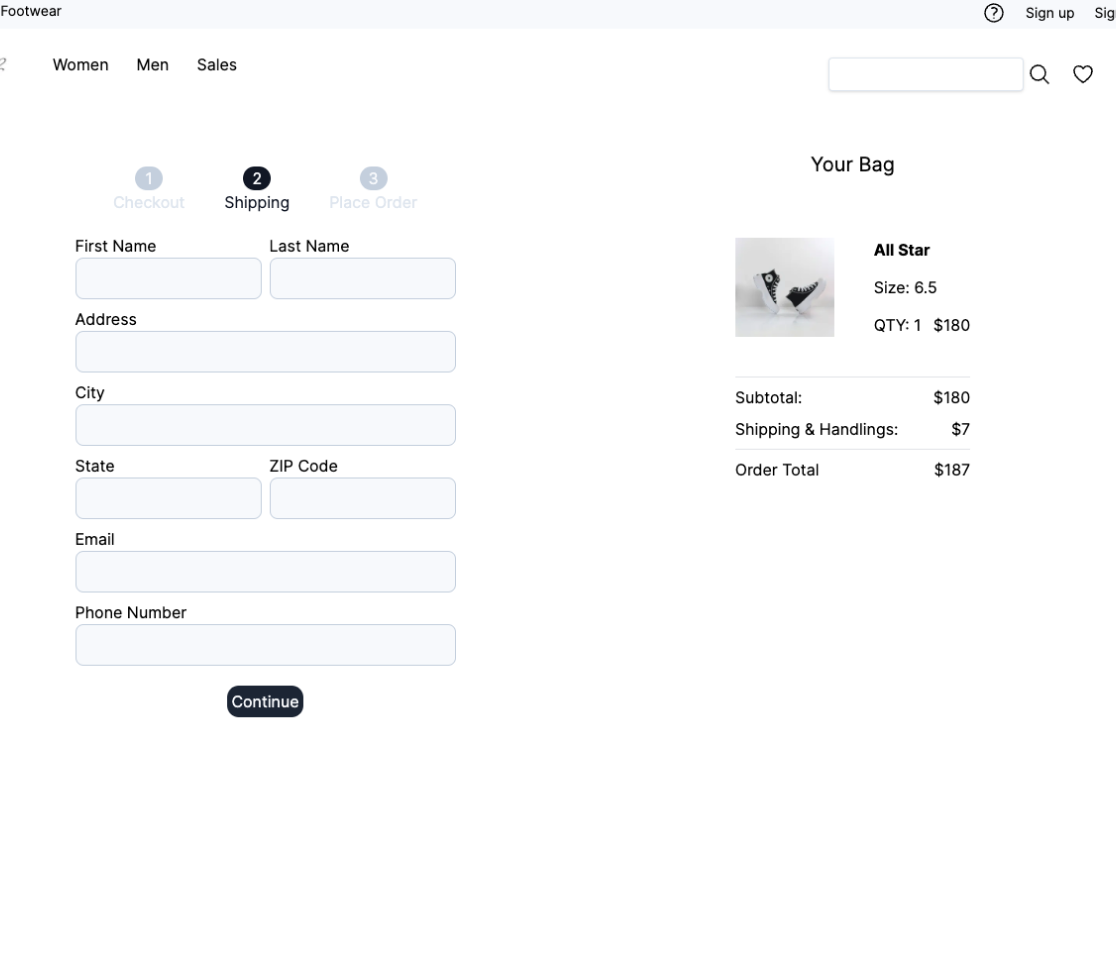 Footwear
Sign up
Women Men Sales
1 2 3
Checkout Shipping Place Order
First Name Last Name
Address
City
State ZIP Code
Email
Phone Number
Continue
Your Bag
All Star
Size: 6.5
QTY: 1 $180
Subtotal: $180
Shipping & Handlings: $7
Order Total $187